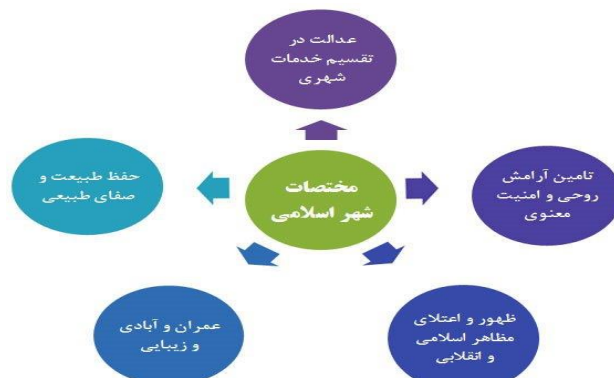 عدالت در
تقسیم خدمات
شهری
تامین آرامش
روحی و امنیت
معنوی
مختصات
شهر اسلامی
حفظ طبیعت و
صفای طبیعی
ظهور و اعتلای
مظاهر اسلامی
و انقلابی
عمران و آبادی
و زیبایی